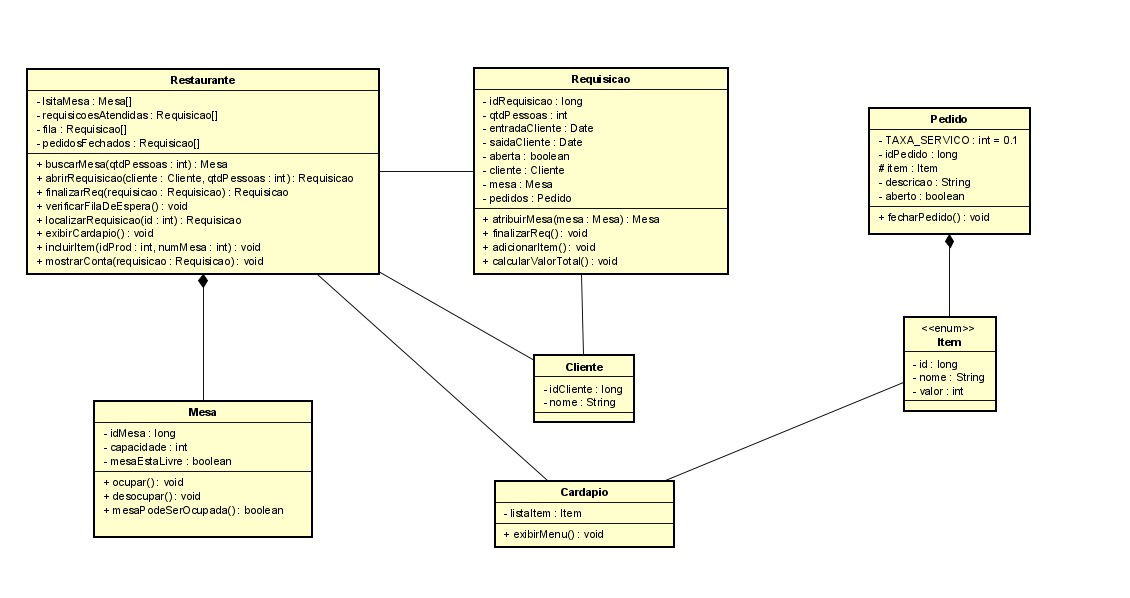 Restaurante
- lsitaMesa : Mesa[]
- requisicoesAtendidas : Requisicao[]
- fila : Requisicao[]
- pedidosFechados : Requisicao[]
+ buscarMesa(qtdPessoas : int) : Mesa
+ abrirRequisicao(cliente : Cliente, qtdPessoas : int) : Requisicao
+ finalizarReq(requisicao : Requisicao) : Requisicao
+ verificarFilaDeEspera() : void
+ localizarRequisicao(id : int) : Requisicao
+ exibirCardapio() : void
+ incluirItem(idProd : int, numMesa : int) : void
+ mostrarConta(requisicao : Requisicao) : void
Requisicao
- idRequisicao : long
- qtdPessoas : int
- entradaCliente : Date
- saidaCliente : Date
- aberta : boolean
- cliente : Cliente
- mesa : Mesa
- pedidos : Pedido
+ atribuirMesa(mesa : Mesa) : Mesa
+ finalizarReq() : void
+ adicionarItem() : void
+ calcularValorTotal() : void
Pedido
- TAXA_SERVICO : int = 0.1
- idPedido : long
# item : Item
- descricao : String
- aberto : boolean
+ fecharPedido() : void
<<enum>>
Item
- id : long
- nome : String
- valor : int
Cliente
- idCliente : long
- nome : String
Mesa
- idMesa : long
- capacidade : int
- mesaEstaLivre : boolean
+ ocupar() : void
+ desocupar() : void
+ mesaPodeSerOcupada() : boolean
Cardapio
- listaItem : Item
+ exibirMenu() : void